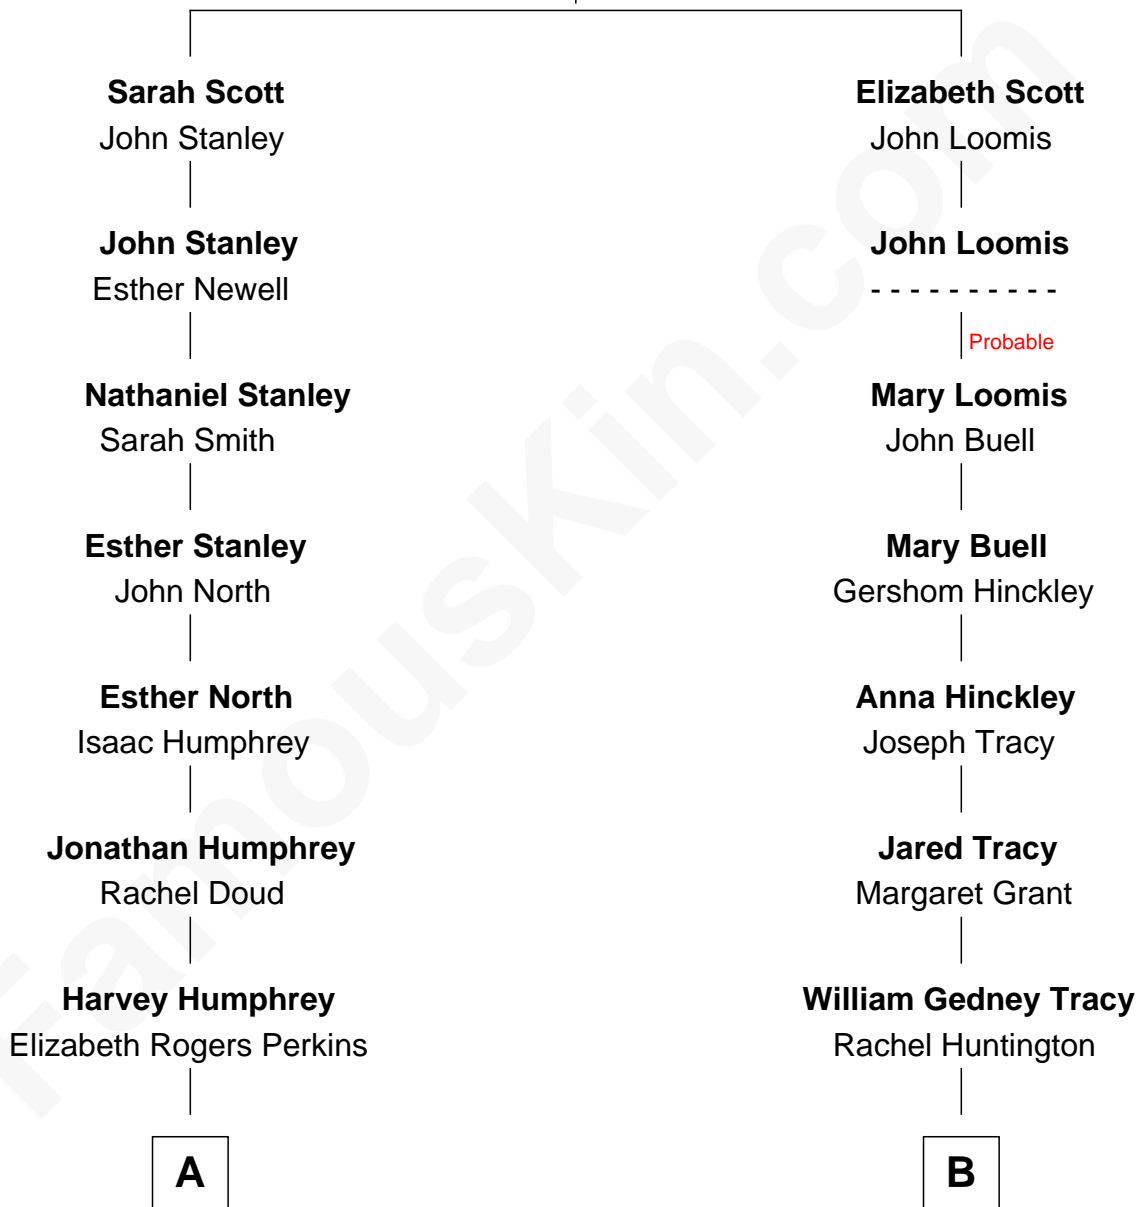 Sarah Scott
John Stanley
Elizabeth Scott
John Loomis
John Stanley
Esther Newell
John Loomis
- - - - - - - - - -
Probable
Nathaniel Stanley
Sarah Smith
Mary Loomis
John Buell
Esther Stanley
John North
Mary Buell
Gershom Hinckley
Esther North
Isaac Humphrey
Anna Hinckley
Joseph Tracy
Jonathan Humphrey
Rachel Doud
Jared Tracy
Margaret Grant
Harvey Humphrey
Elizabeth Rogers Perkins
William Gedney Tracy
Rachel Huntington
A
B
FamousKin.com